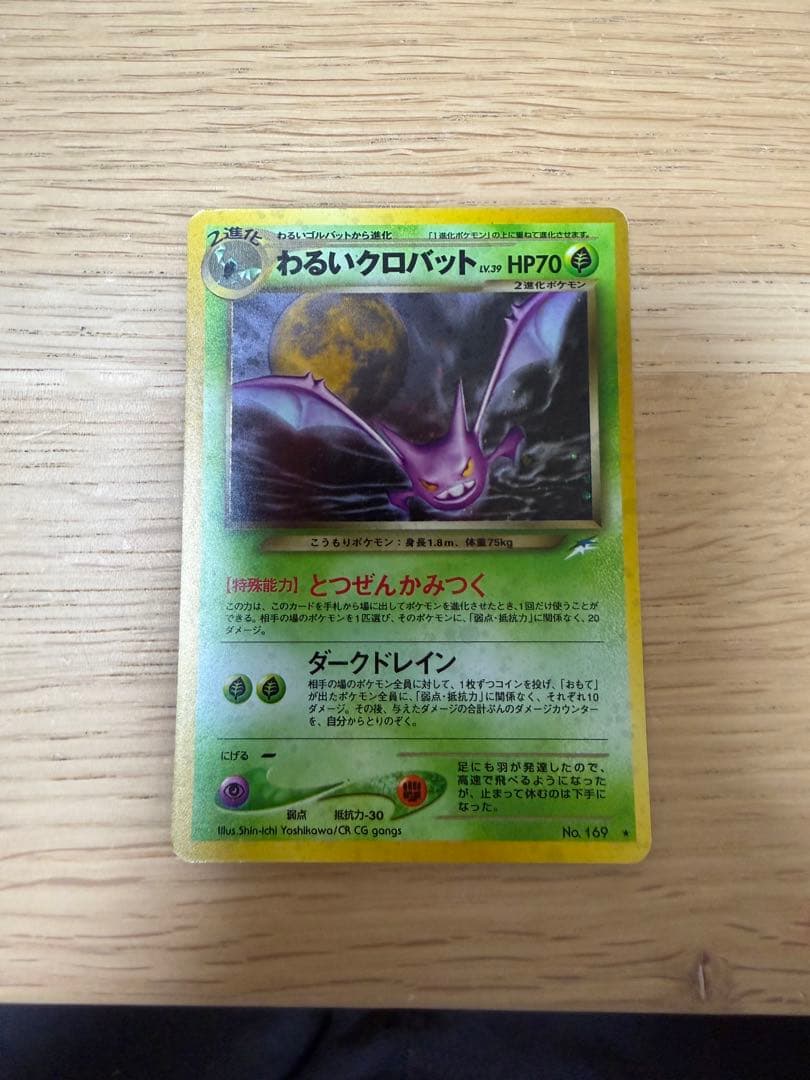 2進化
わるいゴルバットから進化
「1進化ポケモン」の上に重ねて進化させます。
わるいクロバット LV.39 HP70
2進化ポケモン
こうもりポケモン：身長1.8m、体重75kg
【特殊能力】とつぜんかみつく
この力は、このカードを手札から場に出してポケモンを進化させたとき、1回だけ使うことが
できる。相手の場のポケモンを1匹選び、そのポケモンに、「弱点・抵抗力」に関係なく、20
ダメージ。
ダークドレイン
相手の場のポケモン全員に対して、1枚ずつコインを投げ、「おもて」
が出たポケモン全員に、「弱点・抵抗力」に関係なく、それぞれ10
ダメージ。その後、与えたダメージの合計ぶんのダメージカウンター
を、自分からとりのぞく。
にげる
弱点 抵抗力-30
足にも羽が発達したので、
高速で飛べるようになった
が、止まって休むのは下手に
なった。
Illus.Shin-ichi Yoshikawa/CR CG gangs
No.169 ★